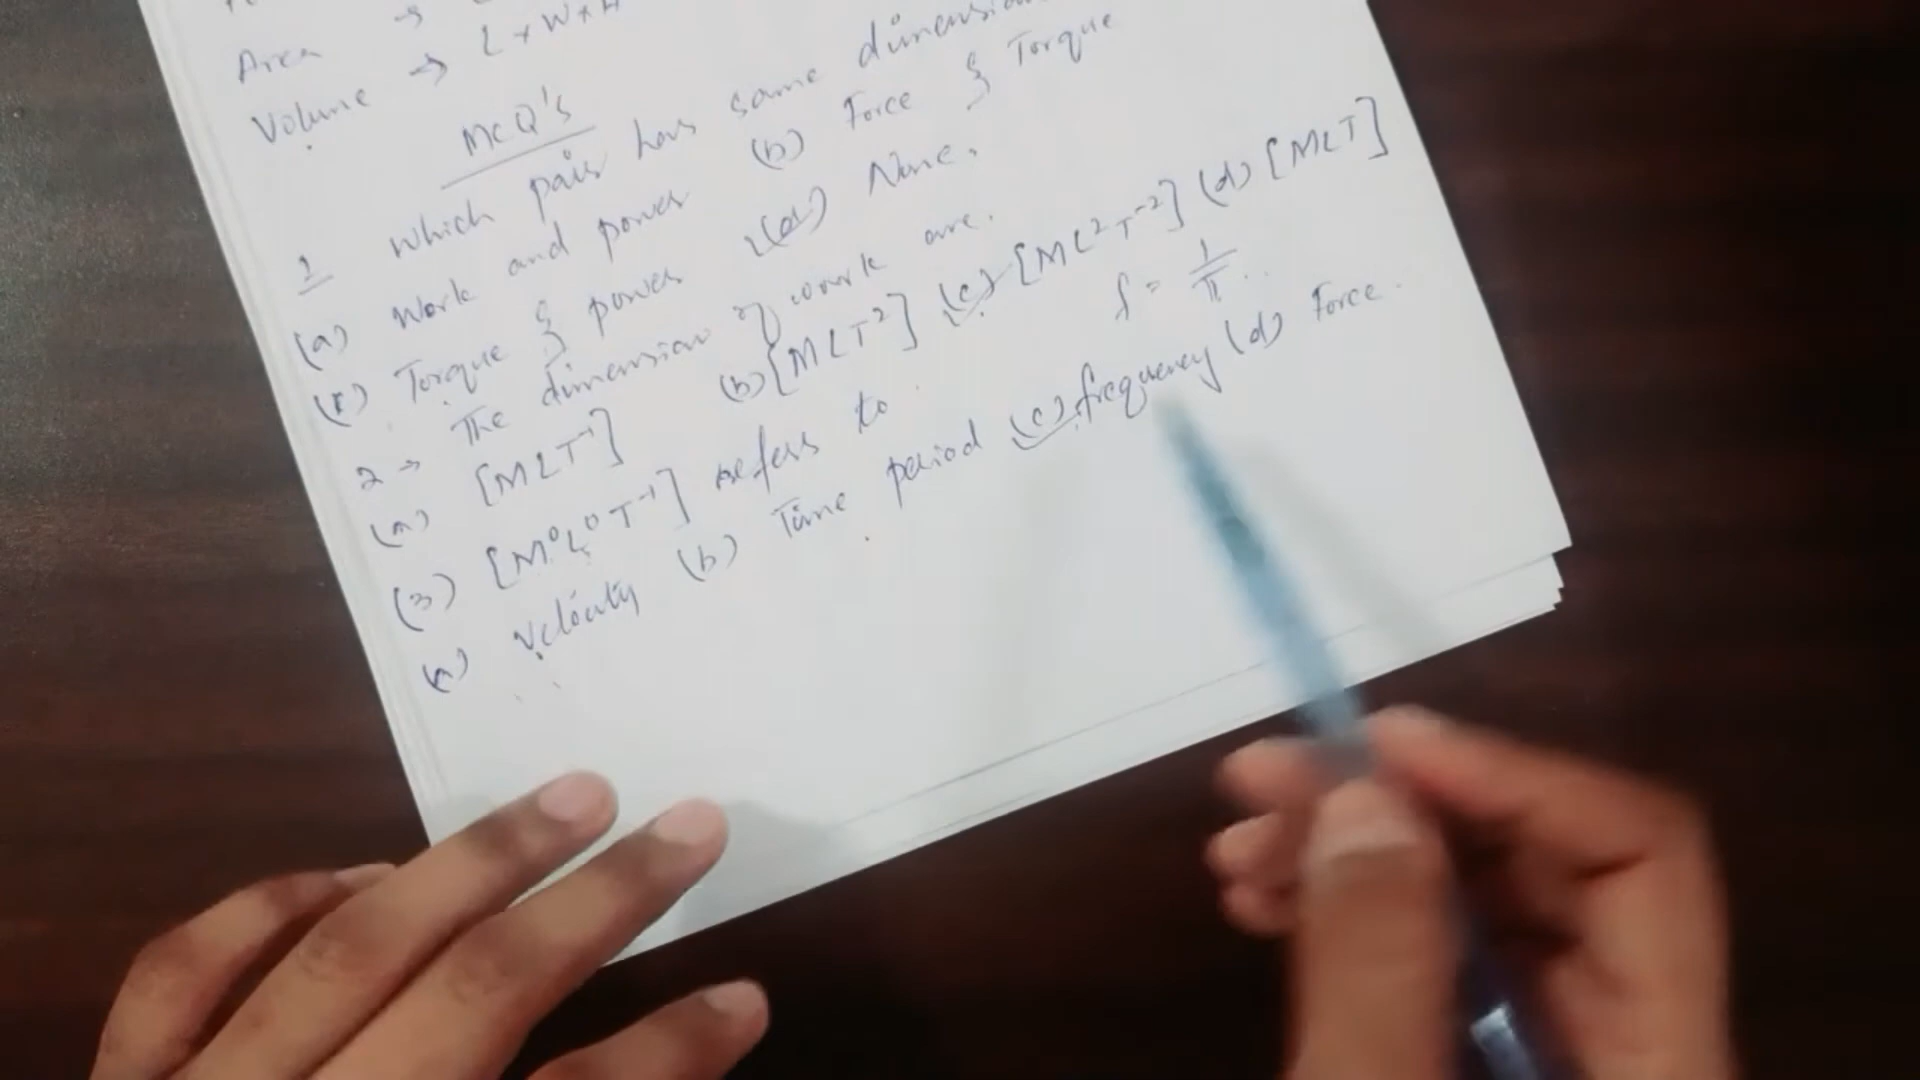 Area →
Volume → L × W × H
MCQ's
1 Which pair has same dimension
(a) Work and power (b) Force & Torque
Torque & power (d) None.
2 → The dimension of work are.
(a) [MLT⁻¹] (b) [MLT²] (c) [ML²T⁻²] (d) [MLT]
(3) [M⁰L⁰T⁻¹] refers to
f = 1
(a) velocity (b) Time period (c) frequency (d) Force.